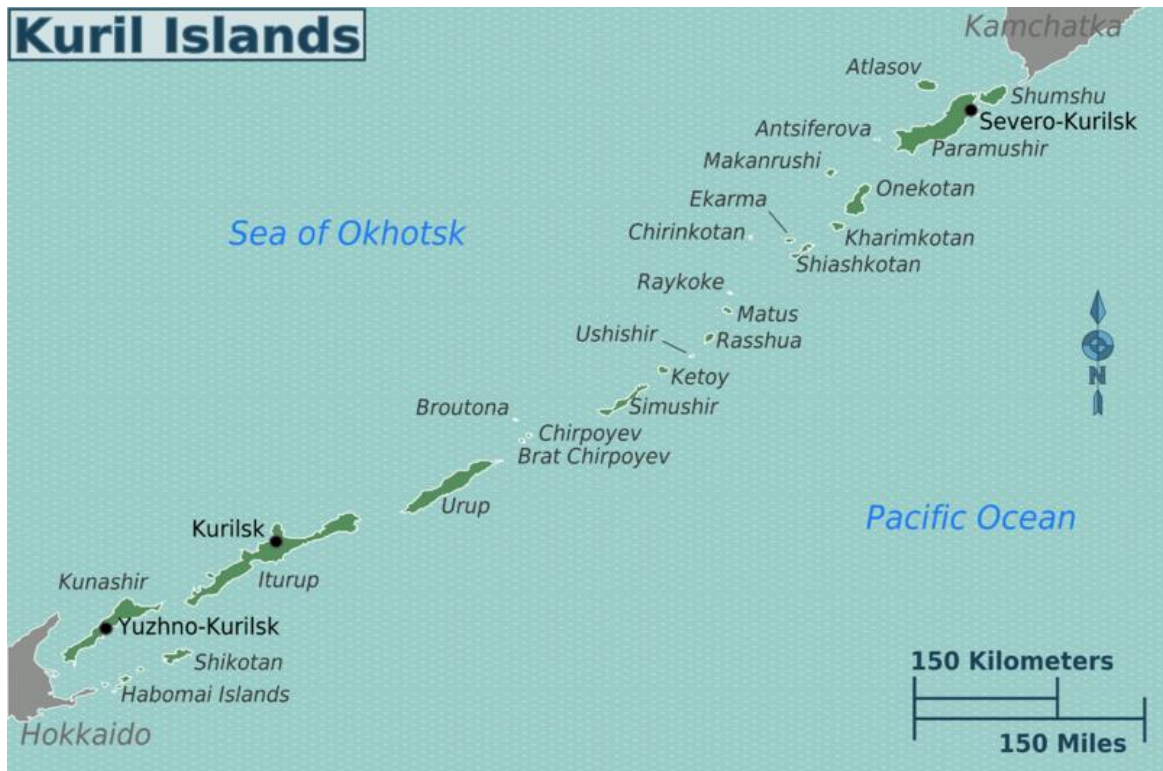 Kuril Islands
Kamchatka
Atlasov
Shumshu
Severo-Kurilsk
Antsiferova
Paramushir
Makanrushi
Onekotan
Ekarma
Sea of Okhotsk
Chirinkotan
Kharimkotan
Shiashkotan
Raykoke
Matus
Ushishir
Rasshua
Ketoy
N
Broutona
Simushir
Chirpoyev
Brat Chirpoyev
Urup
Pacific Ocean
Kurilsk
Iturup
Kunashir
Yuzhno-Kurilsk
Shikotan
150 Kilometers
Habomai Islands
Hokkaido
150 Miles